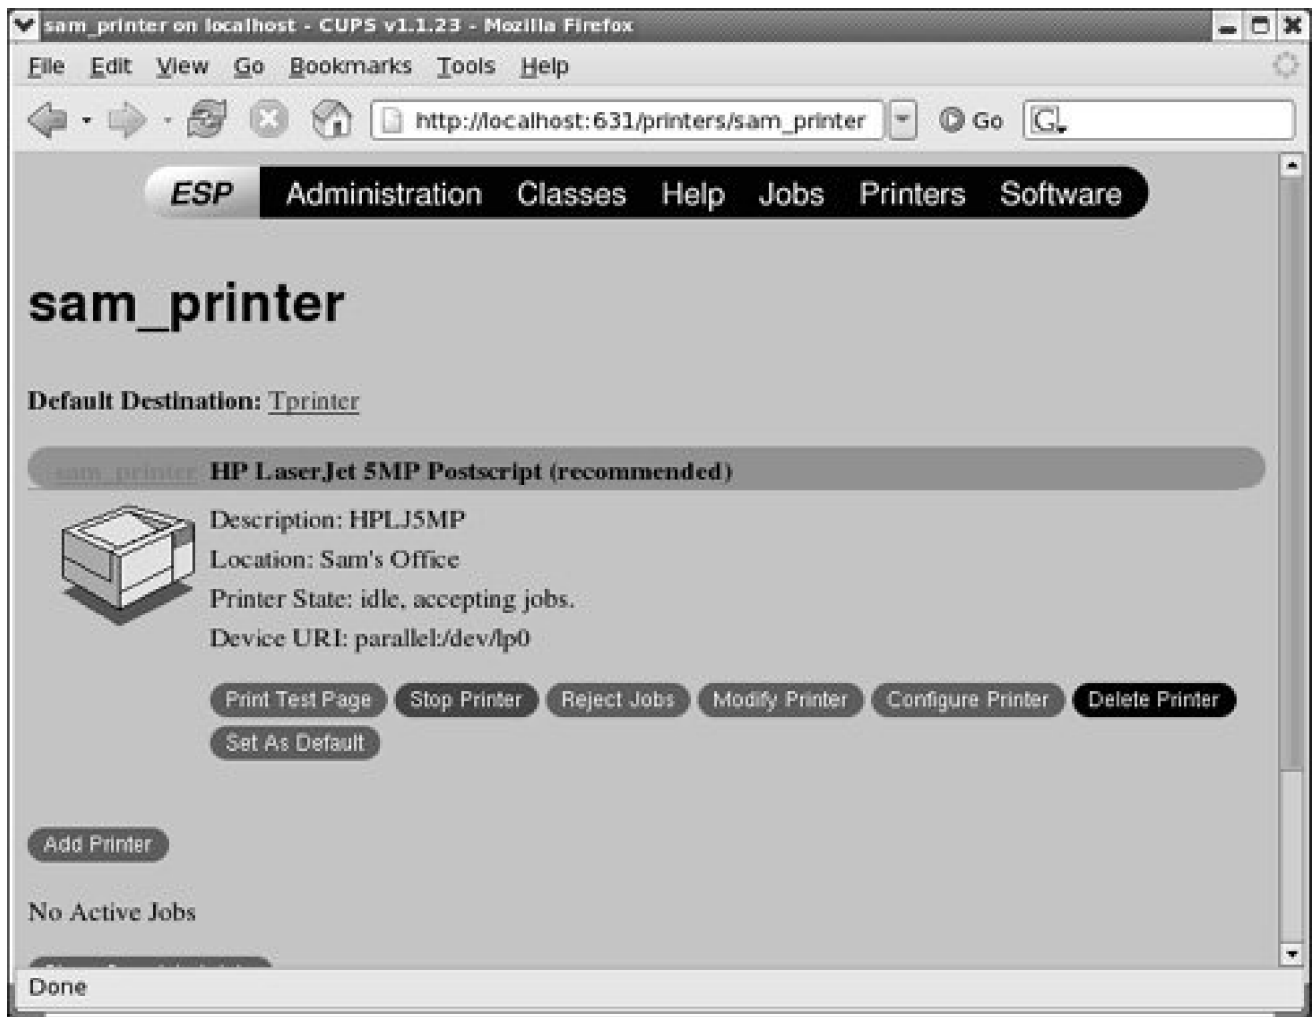 sam_printer on localhost - CUPS v1.1.23 - Mozilla Firefox
File Edit View Go Bookmarks Tools Help
http://localhost:631/printers/sam_printer Go G
ESP Administration Classes Help Jobs Printers Software
sam_printer
Default Destination: Tprinter
sam_printer HP LaserJet 5MP Postscript (recommended)
Description: HPLJ5MP
Location: Sam's Office
Printer State: idle, accepting jobs.
Device URI: parallel:/dev/lp0
Print Test Page Stop Printer Reject Jobs Modify Printer Configure Printer Delete Printer
Set As Default
Add Printer
No Active Jobs
Done